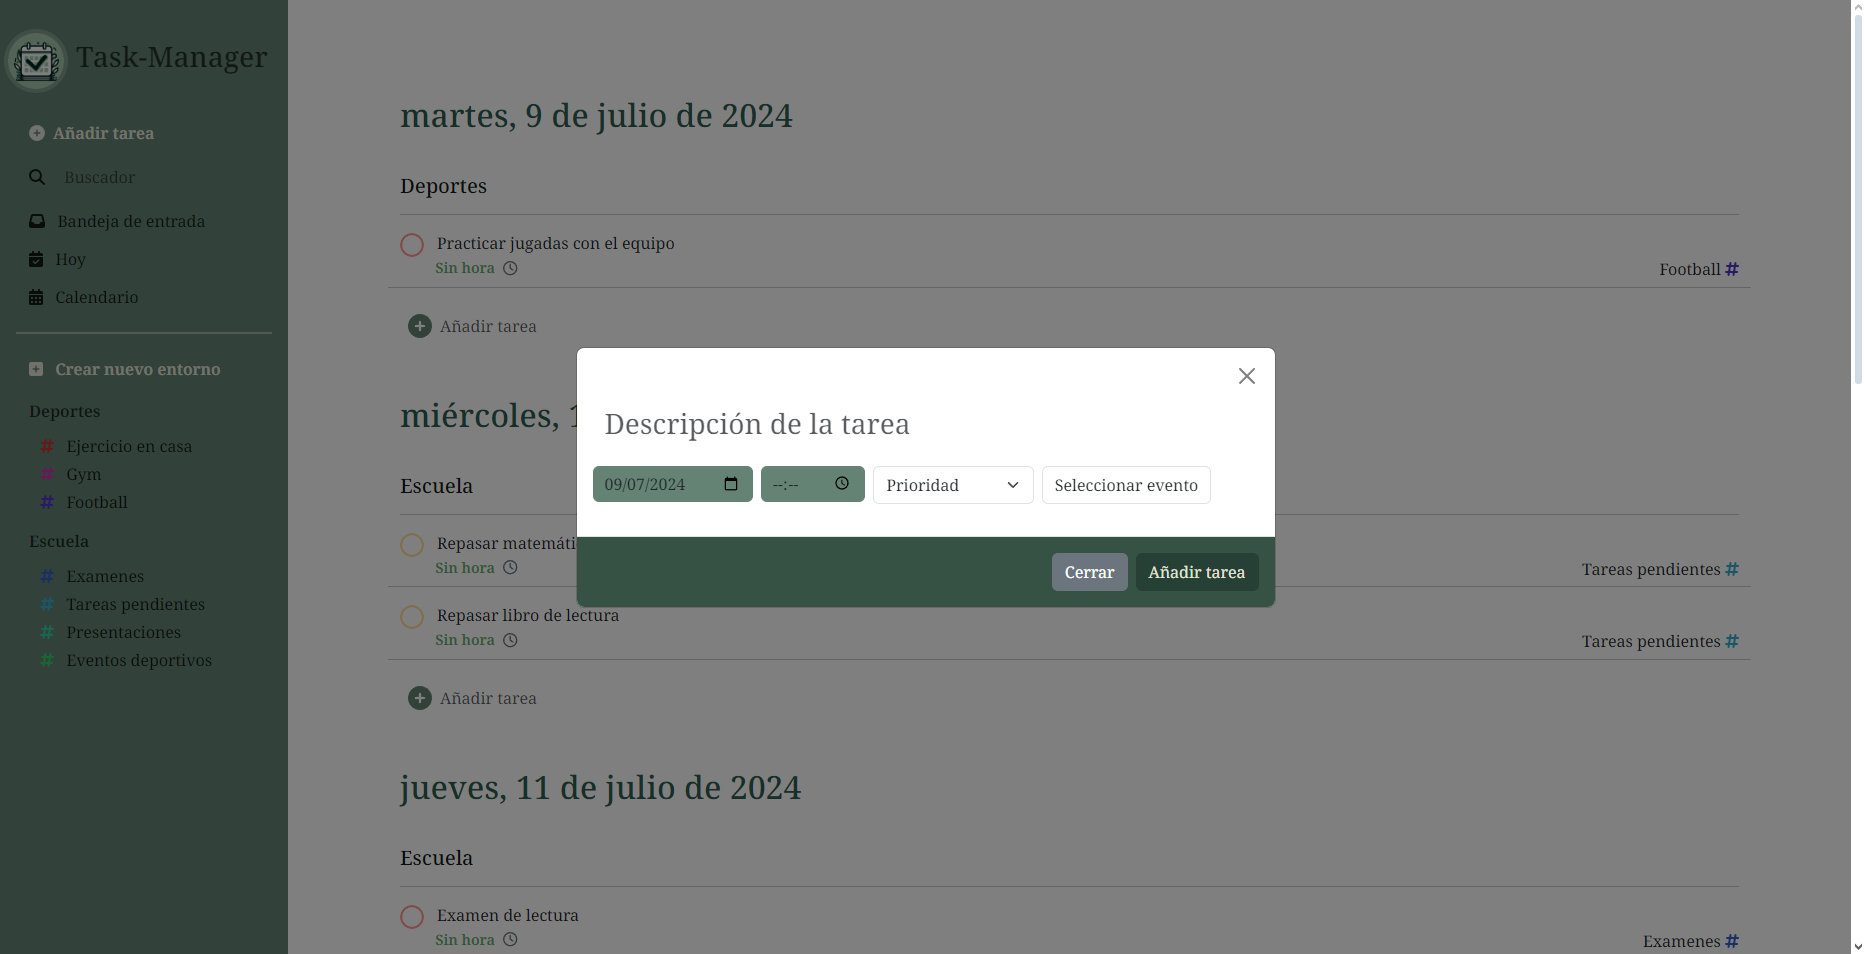 Task-Manager
Añadir tarea
Buscador
Bandeja de entrada
Hoy
Calendario
Crear nuevo entorno
Deportes
Ejercicio en casa
Gym
Football
Escuela
Examenes
Tareas pendientes
Presentaciones
Eventos deportivos
martes, 9 de julio de 2024
Deportes
Practicar jugadas con el equipo
Sin hora
Football
Añadir tarea
miércoles, 1
Escuela
Repasar matemáti
Sin hora
Tareas pendientes
Repasar libro de lectura
Sin hora
Tareas pendientes
Añadir tarea
jueves, 11 de julio de 2024
Escuela
Examen de lectura
Sin hora
Examenes
Descripción de la tarea
09/07/2024 --:-- Prioridad Seleccionar evento
Cerrar Añadir tarea